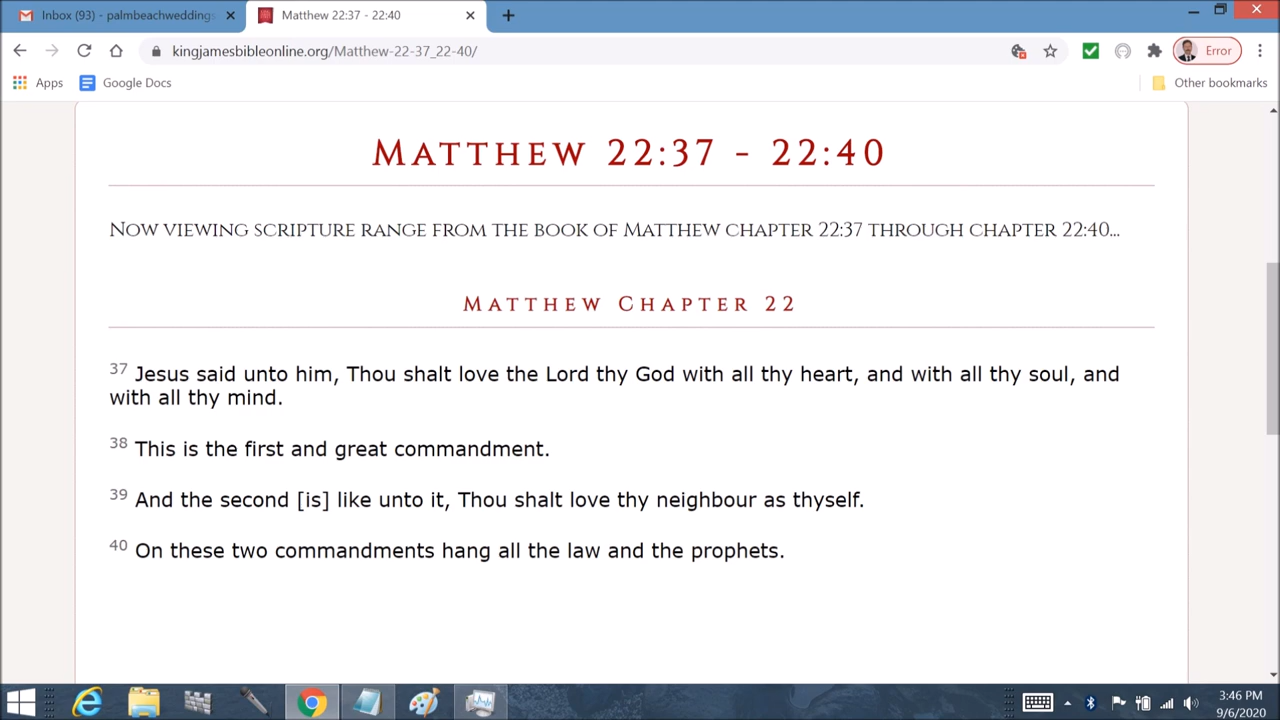 Inbox (93) - palmbeachweddings
Matthew 22:37 - 22:40
kingjamesbibleonline.org/Matthew-22-37_22-40/
Error
Apps
Google Docs
Other bookmarks
Matthew 22:37 - 22:40
Now viewing scripture range from the book of Matthew chapter 22:37 through chapter 22:40...
Matthew Chapter 22
37 Jesus said unto him, Thou shalt love the Lord thy God with all thy heart, and with all thy soul, and
with all thy mind.
38 This is the first and great commandment.
39 And the second [is] like unto it, Thou shalt love thy neighbour as thyself.
40 On these two commandments hang all the law and the prophets.
3:46 PM
9/6/2020